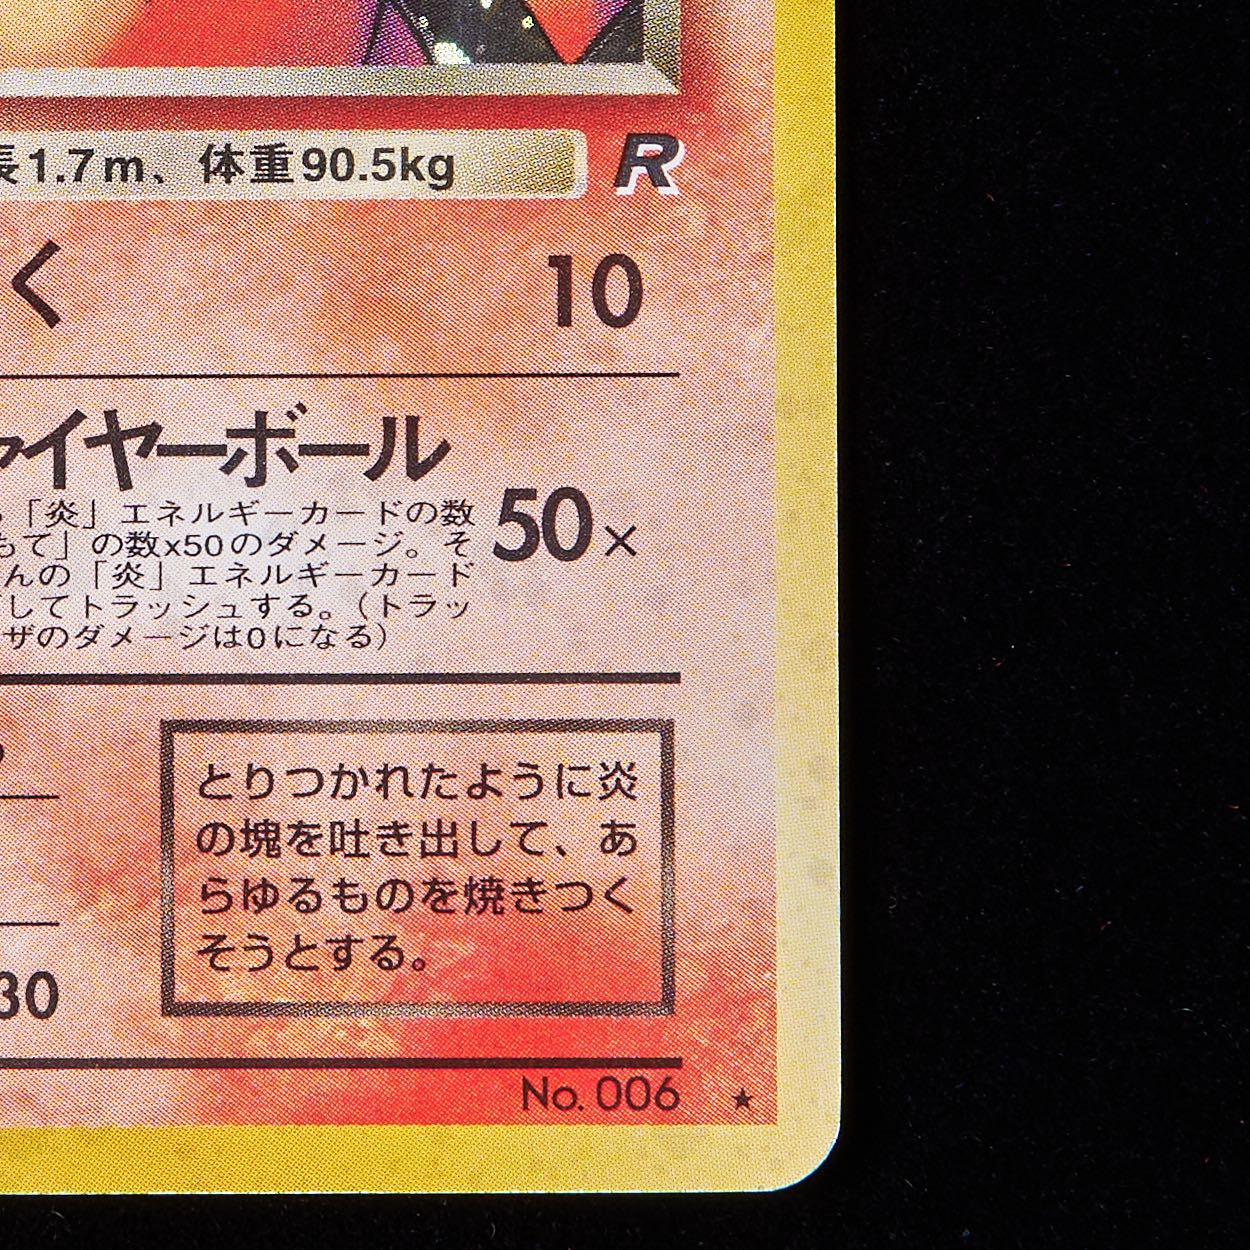 長1.7m、体重90.5kg R
く 10
ァイヤーボール
「炎」エネルギーカードの数
もて」の数x50のダメージ。そ
50×
んの「炎」エネルギーカード
してトラッシュする。(トラッ
ザのダメージは0になる)
とりつかれたように炎
の塊を吐き出して、あ
らゆるものを焼きつく
そうとする。
30
No. 006 ★